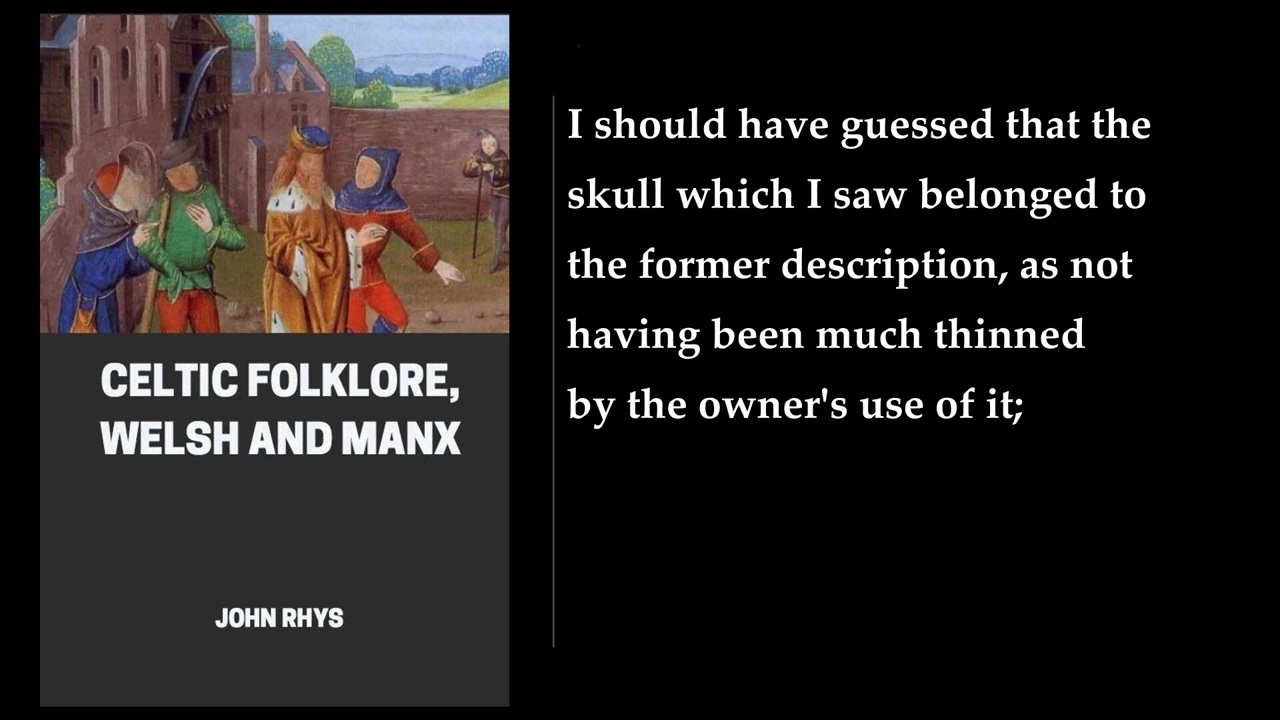 CELTIC FOLKLORE,
WELSH AND MANX
JOHN RHYS
I should have guessed that the
skull which I saw belonged to
the former description, as not
having been much thinned
by the owner's use of it;